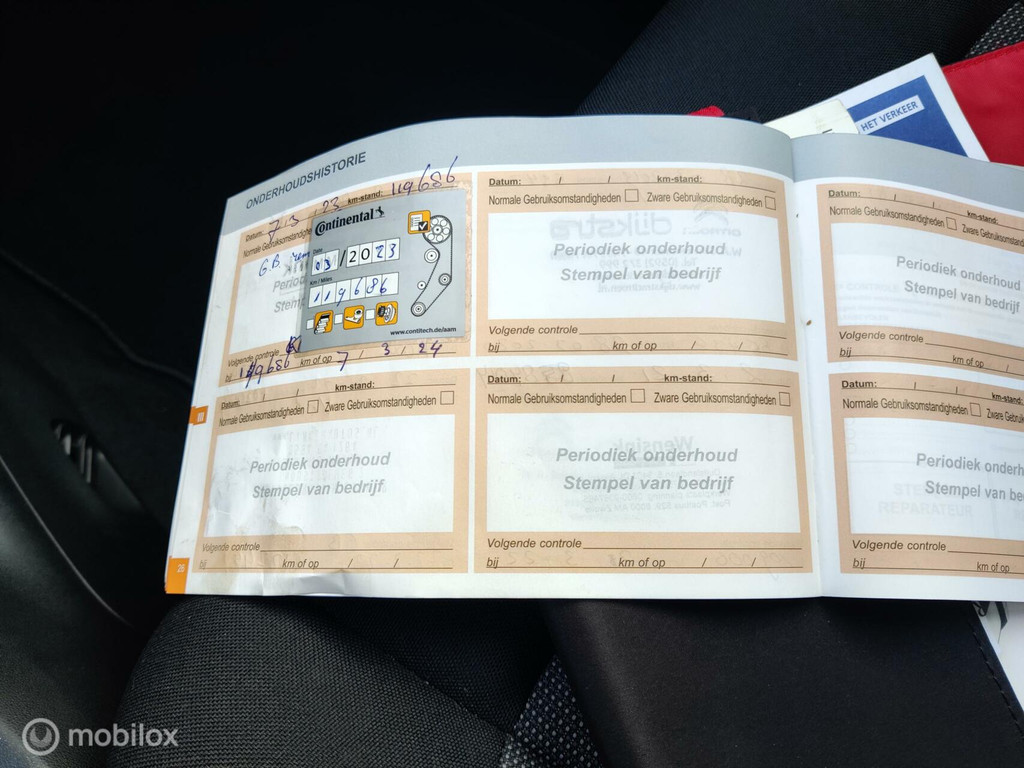 HET VERKEER
ONDERHOUDSHISTORIE
Datum: 7 / 3 / 23 km-stand: 119686
Normale Gebruiksomstandigheden
G.B.
Continental
Date
03/2023
Km / Miles
119686
www.contitech.de/aam
Volgende controle
bij km of op 7 / 3 / 24
Datum: / / km-stand:
Normale Gebruiksomstandigheden Zware Gebruiksomstandigheden
Periodiek onderhoud
Stempel van bedrijf
Volgende controle
bij km of op / /
Datum: / / km-stand:
Normale Gebruiksomstandigheden Zware
Periodiek onderhoud
Stempel van bedrijf
Volgende controle
bij km of op
Datum: / / km-stand:
Normale Gebruiksomstandigheden Zware Gebruiksomstandigheden
Periodiek onderhoud
Stempel van bedrijf
Volgende controle
bij km of op / /
Datum: / / km-stand:
Normale Gebruiksomstandigheden Zware Gebruiksomstandigheden
Periodiek onderhoud
Stempel van bedrijf
Volgende controle
bij km of op / /
Datum: / / km-stand:
Normale Gebruiksomstandigheden Zware
Periodiek onderh
Stempel van be
Volgende controle
bij km of op
26
mobilox